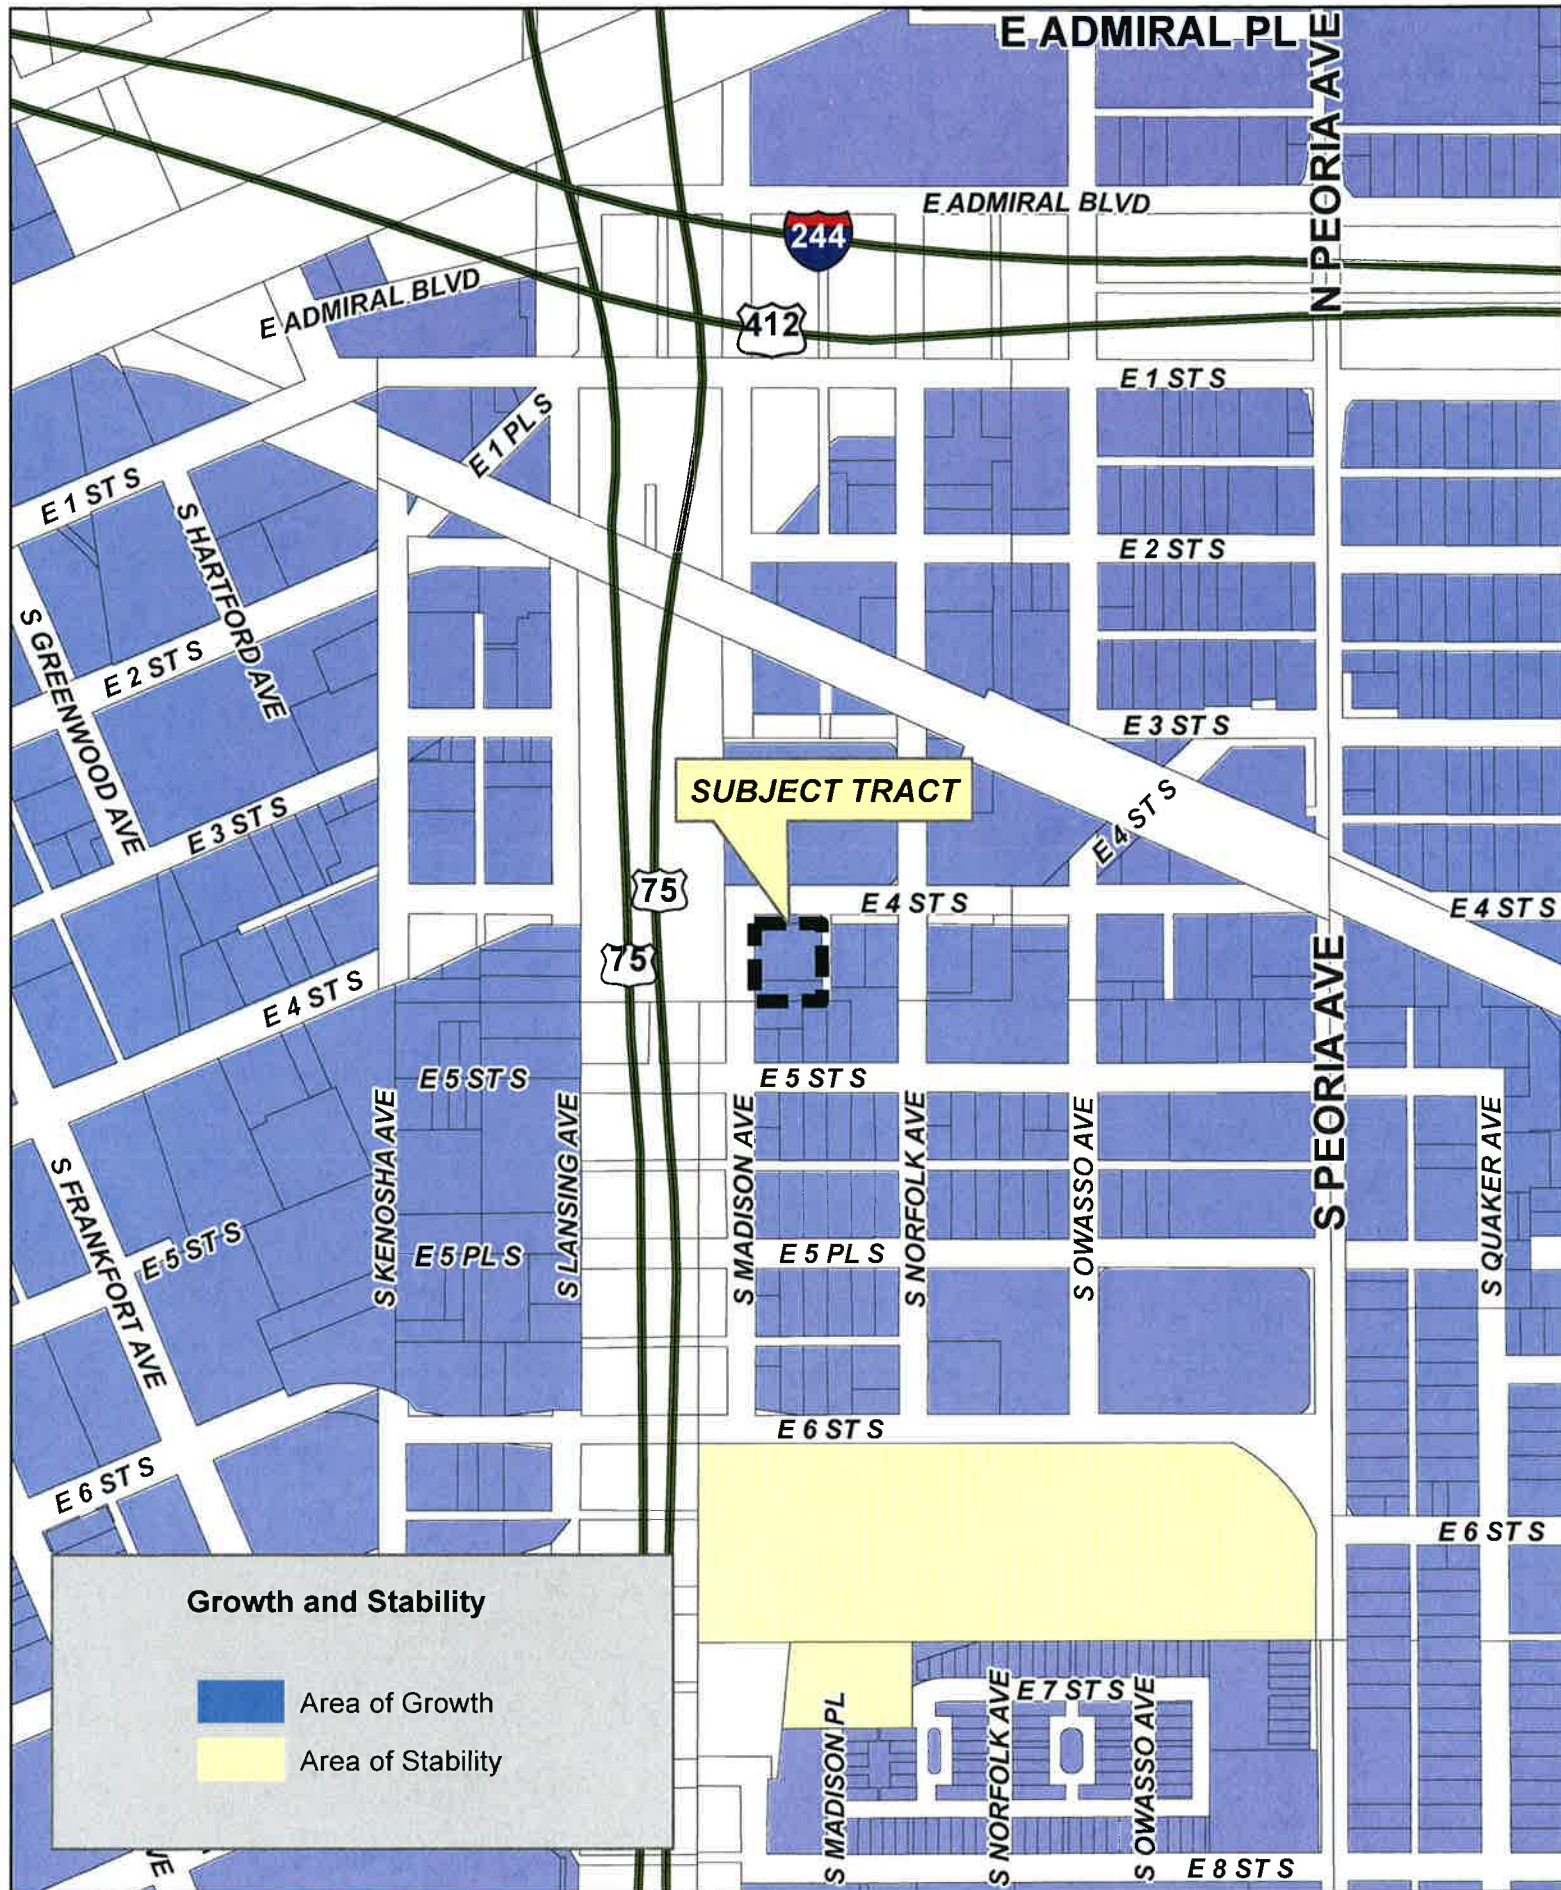 E ADMIRAL PL
N PEORIA AVE
E ADMIRAL BLVD
244
E ADMIRAL BLVD
412
E 1 ST S
E 1 PL S
E 1 ST S
S HARTFORD AVE
E 2 ST S
S GREENWOOD AVE
E 2 ST S
E 3 ST S
SUBJECT TRACT
E 3 ST S
E 4 ST S
75
E 4 ST S
E 4 ST S
75
E 4 ST S
S PEORIA AVE
E 5 ST S
E 5 ST S
S KENOSHA AVE
S LANSING AVE
S MADISON AVE
S NORFOLK AVE
S OWASSO AVE
S QUAKER AVE
S FRANKFORT AVE
E 5 ST S
E 5 PL S
E 5 PL S
E 6 ST S
E 6 ST S
E 6 ST S
Growth and Stability
Area of Growth
Area of Stability
E 7 ST S
S MADISON PL
S NORFOLK AVE
S OWASSO AVE
E 8 ST S
VE